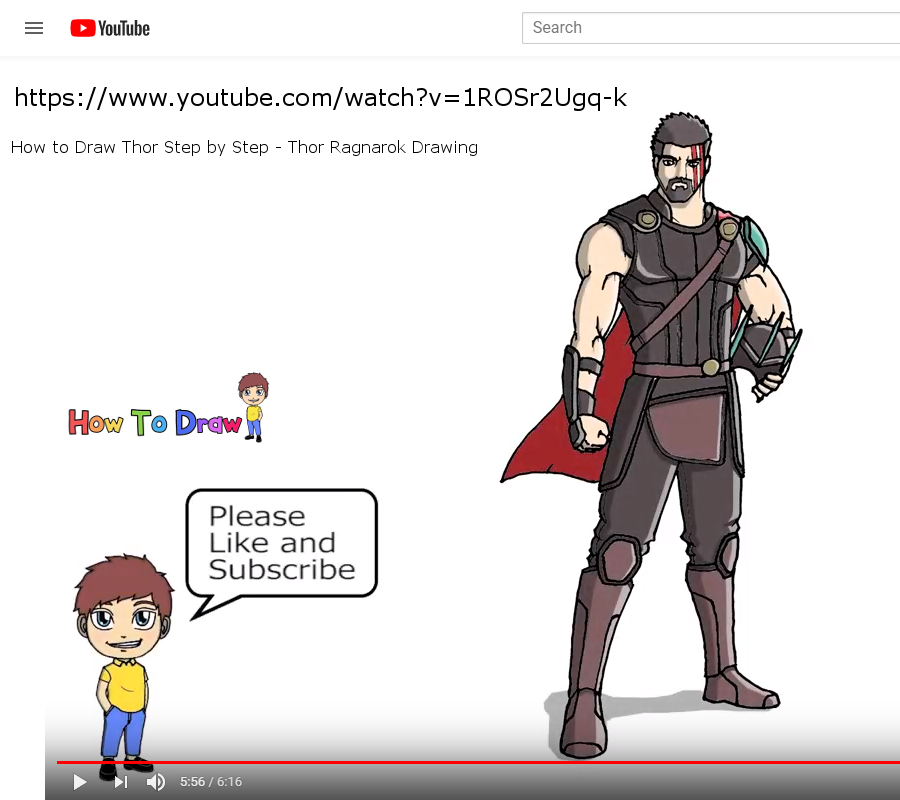 YouTube
Search
https://www.youtube.com/watch?v=1ROSr2Ugq-k
How to Draw Thor Step by Step - Thor Ragnarok Drawing
How To Draw
Please
Like and
Subscribe
5:56 / 6:16